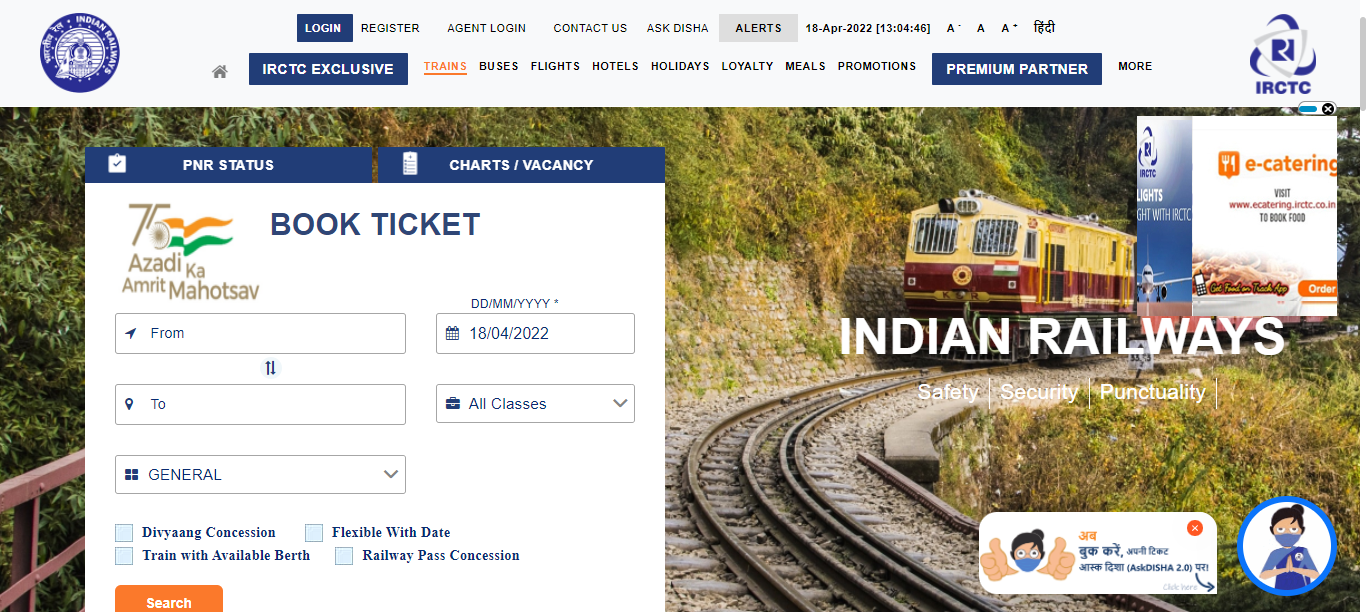 LOGIN REGISTER AGENT LOGIN CONTACT US ASK DISHA ALERTS 18-Apr-2022 [13:04:46] A- A A+ हिंदी
IRCTC EXCLUSIVE TRAINS BUSES FLIGHTS HOTELS HOLIDAYS LOYALTY MEALS PROMOTIONS PREMIUM PARTNER MORE
भारतीय रेल INDIAN RAILWAYS
IRCTC
PNR STATUS
CHARTS / VACANCY
75
Azadi Ka
Amrit Mahotsav
BOOK TICKET
DD/MM/YYYY *
From
18/04/2022
To
All Classes
GENERAL
Divyaang Concession
Flexible With Date
Train with Available Berth
Railway Pass Concession
Search
IRCTC
LIGHTS
GHT WITH IRCTC
e-catering
VISIT
www.ecatering.irctc.co.in
TO BOOK FOOD
Get Food on Track App
Order
INDIAN RAILWAYS
Safety Security Punctuality
अब
बुक करें, अपनी टिकट
आस्क दिशा (AskDISHA 2.0) पर!
Click here